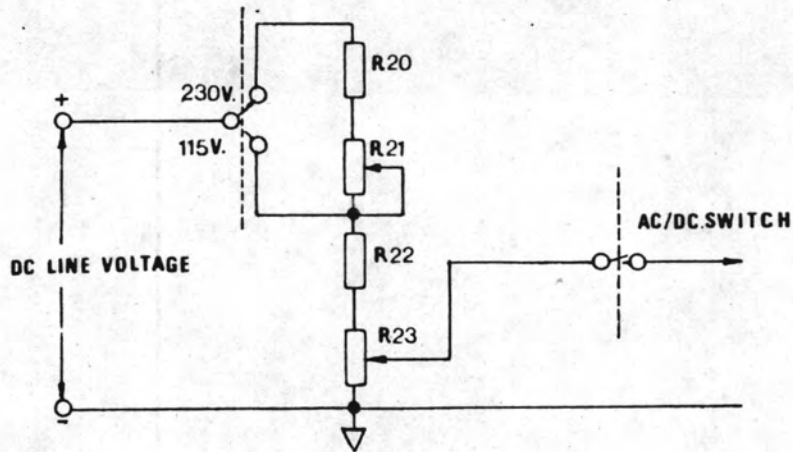 R20
230V.
+
115V.
R21
AC/DC.SWITCH
R22
DC LINE VOLTAGE
R23
-